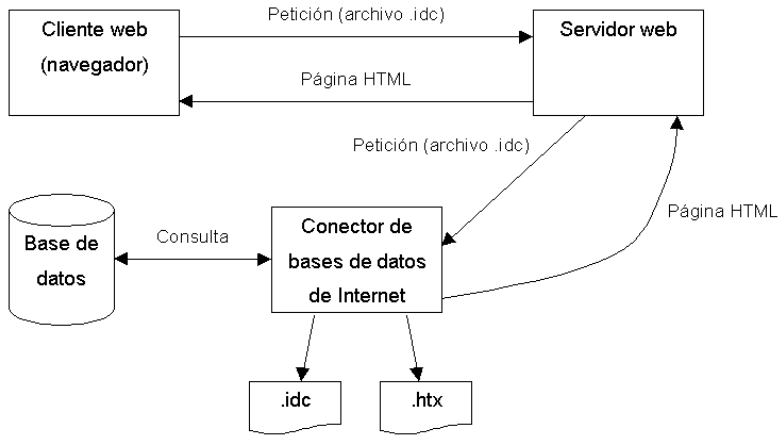 Cliente web
(navegador)
Petición (archivo .idc)
Servidor web
Página HTML
Petición (archivo .idc)
Página HTML
Base de
datos
Consulta
Conector de
bases de datos
de Internet
.idc
.htx